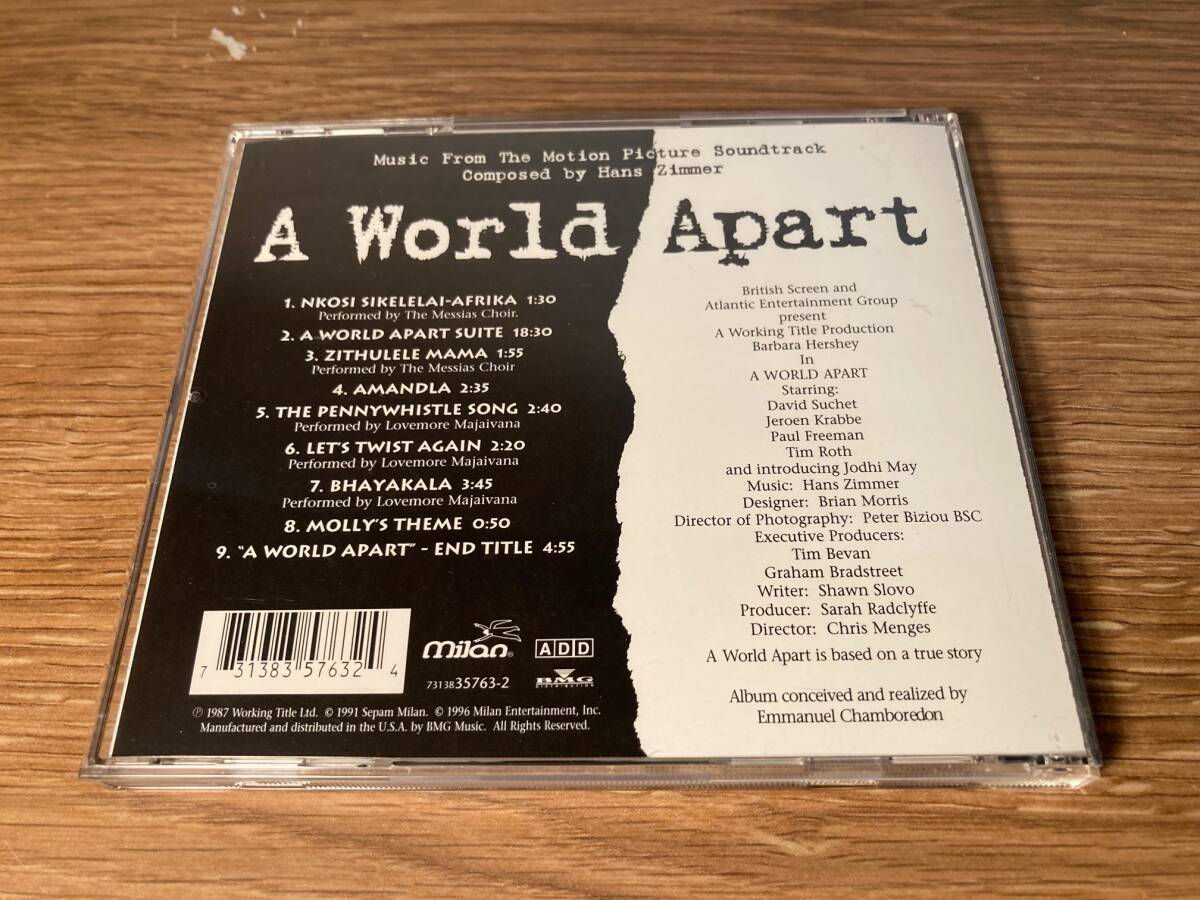 Music From The Motion Picture Soundtrack
Composed by Hans Zimmer
A World Apart
1. NKOSI SIKELELAI-AFRIKA 1:30
Performed by The Messias Choir.
2. A WORLD APART SUITE 18:30
3. ZITHULELE MAMA 1:55
Performed by The Messias Choir
4. AMANDLA 2:35
5. THE PENNYWHISTLE SONG 2:40
Performed by Lovemore Majaivana
6. LET'S TWIST AGAIN 2:20
Performed by Lovemore Majaivana
7. BHAYAKALA 3:45
Performed by Lovemore Majaivana
8. MOLLY'S THEME 0:50
9. "A WORLD APART" - END TITLE 4:55
7 31383 57632 4
milan®
ADD
73138 35763-2
BMG
DISTRIBUTION
℗ 1987 Working Title Ltd. © 1991 Sepam Milan. © 1996 Milan Entertainment, Inc.
Manufactured and distributed in the U.S.A. by BMG Music. All Rights Reserved.
British Screen and
Atlantic Entertainment Group
present
A Working Title Production
Barbara Hershey
In
A WORLD APART
Starring:
David Suchet
Jeroen Krabbe
Paul Freeman
Tim Roth
and introducing Jodhi May
Music: Hans Zimmer
Designer: Brian Morris
Director of Photography: Peter Biziou BSC
Executive Producers:
Tim Bevan
Graham Bradstreet
Writer: Shawn Slovo
Producer: Sarah Radclyffe
Director: Chris Menges
A World Apart is based on a true story
Album conceived and realized by
Emmanuel Chamboredon